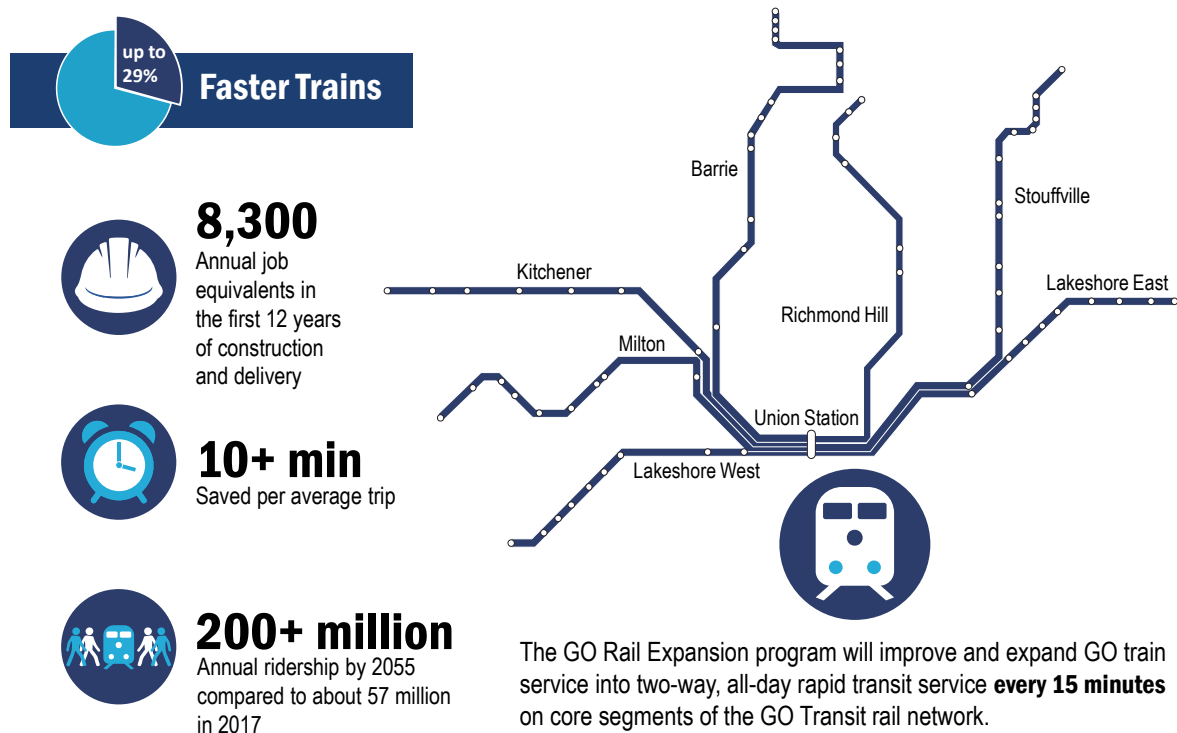 up to
29%
Faster Trains
8,300
Annual job
equivalents in
the first 12 years
of construction
and delivery
10+ min
Saved per average trip
200+ million
Annual ridership by 2055
compared to about 57 million
in 2017
Barrie
Stouffville
Kitchener
Lakeshore East
Richmond Hill
Milton
Union Station
Lakeshore West
The GO Rail Expansion program will improve and expand GO train
service into two-way, all-day rapid transit service every 15 minutes
on core segments of the GO Transit rail network.